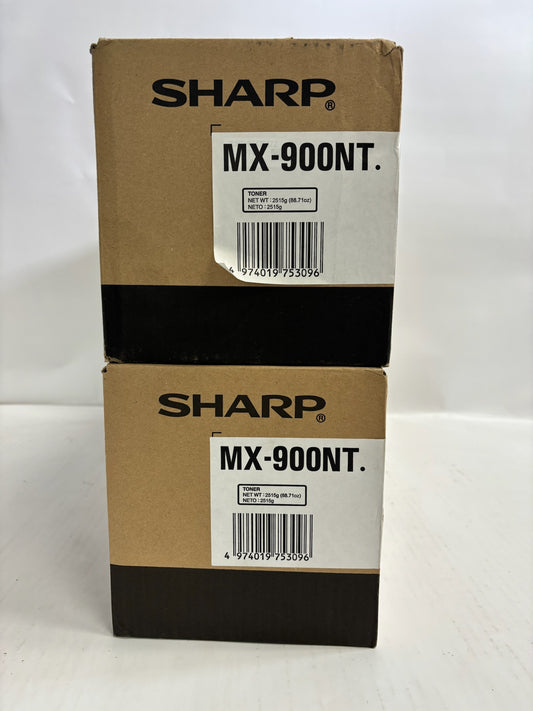 SHARP®
MX-900NT.
TONER
NET WT : 2515g (88.71oz)
NETO : 2515g
4 974019 753096
SHARP®
MX-900NT.
TONER
NET WT : 2515g (88.71oz)
NETO : 2515g
4 974019 753096